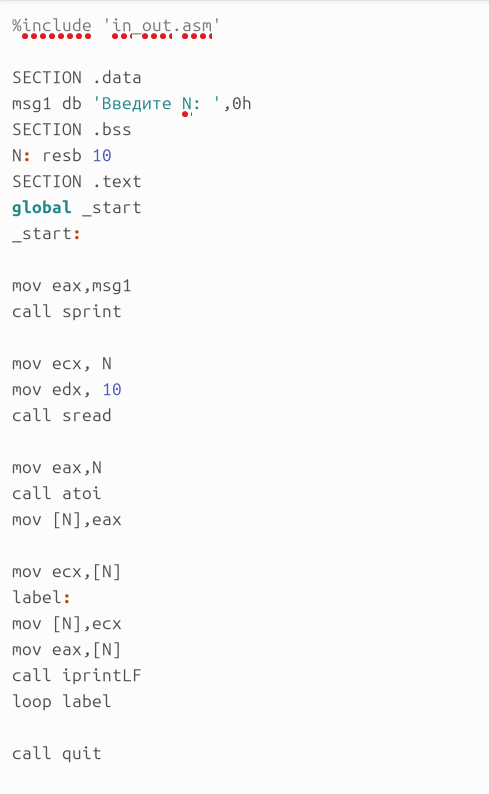 %include 'in_out.asm'
SECTION .data
msg1 db 'Введите N: ',0h
SECTION .bss
N: resb 10
SECTION .text
global _start
_start:
mov eax,msg1
call sprint
mov ecx, N
mov edx, 10
call sread
mov eax,N
call atoi
mov [N],eax
mov ecx,[N]
label:
mov [N],ecx
mov eax,[N]
call iprintLF
loop label
call quit